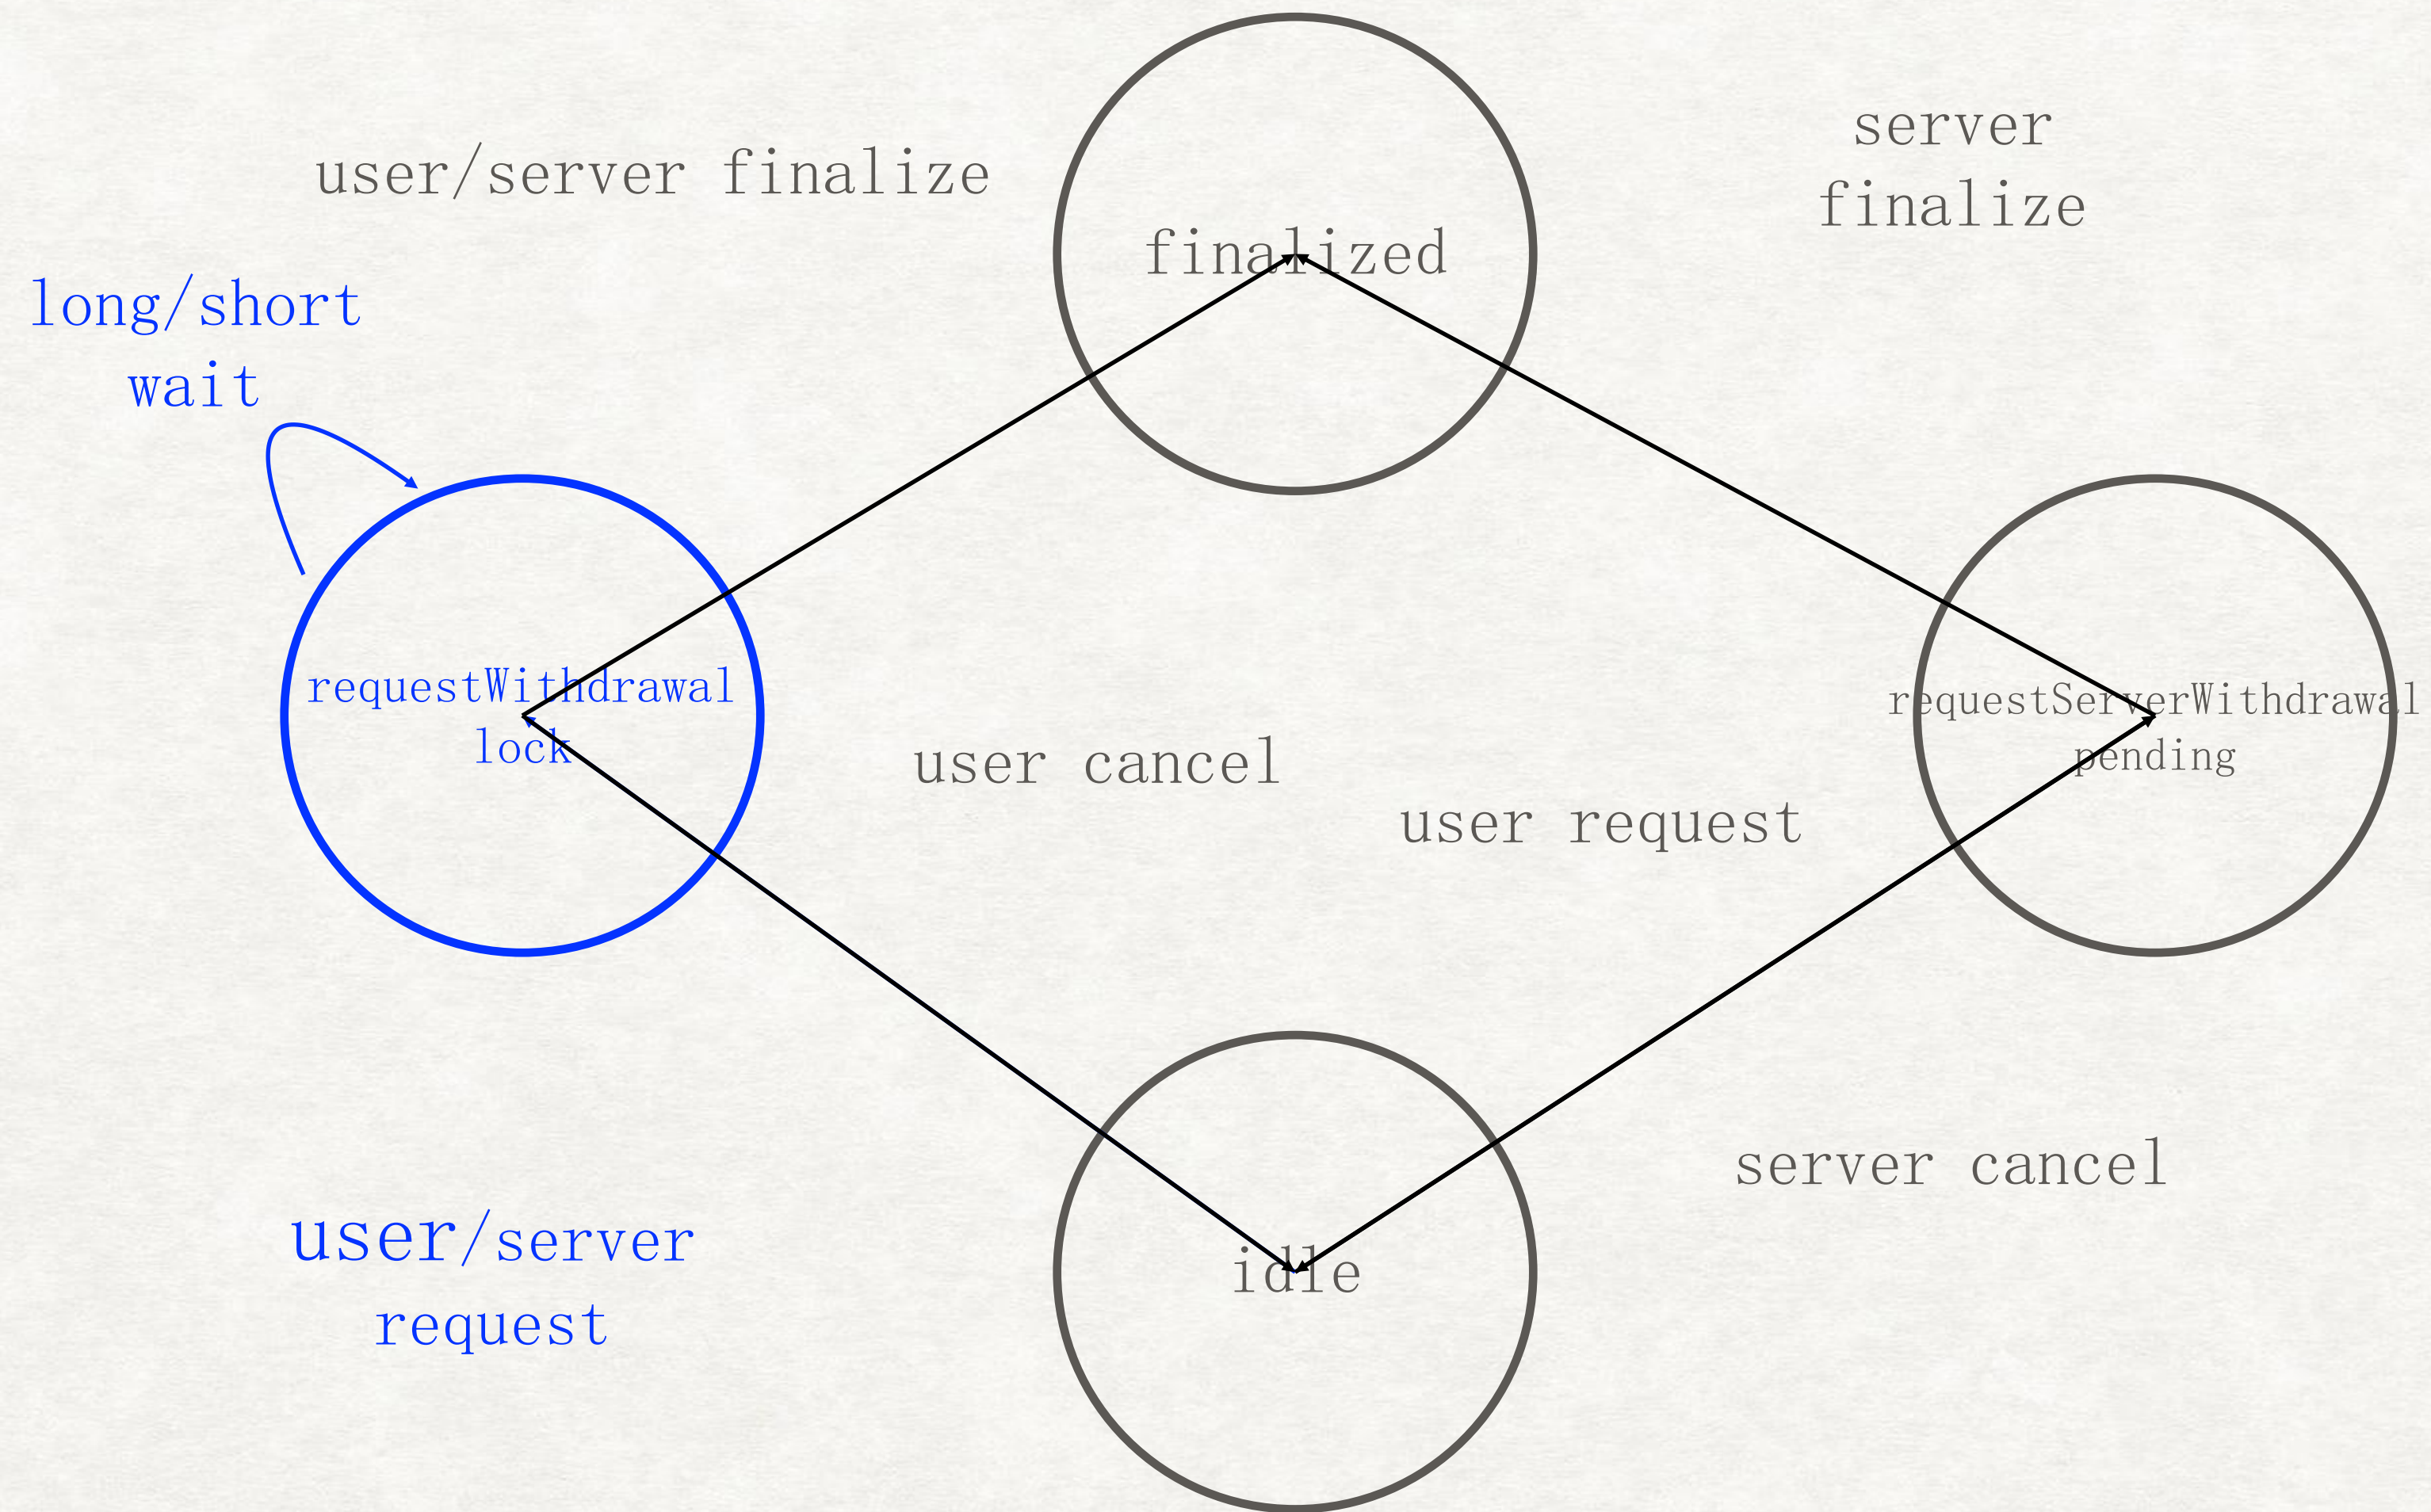 server
finalize
user/server finalize
finalized
long/short
wait
requestWithdrawal
lock
requestServerWithdrawal
pending
user cancel
user request
server cancel
user/server
request
idle